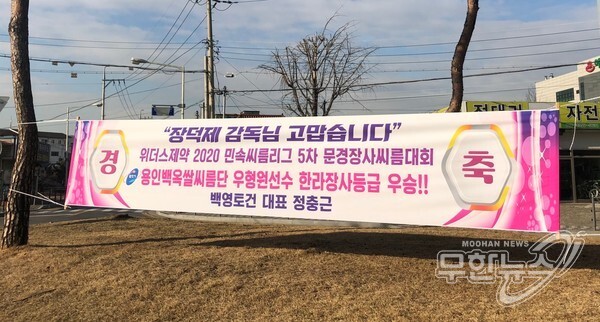 "장덕제 감독님 고맙습니다"
위더스제약 2020 민속씨름리그 5차 문경장사씨름대회
경 축
용인백옥쌀씨름단 우형원선수 한라장사등급 우승!!
백영토건 대표 정충근
자전
MOOHAN NEWS
무한뉴스